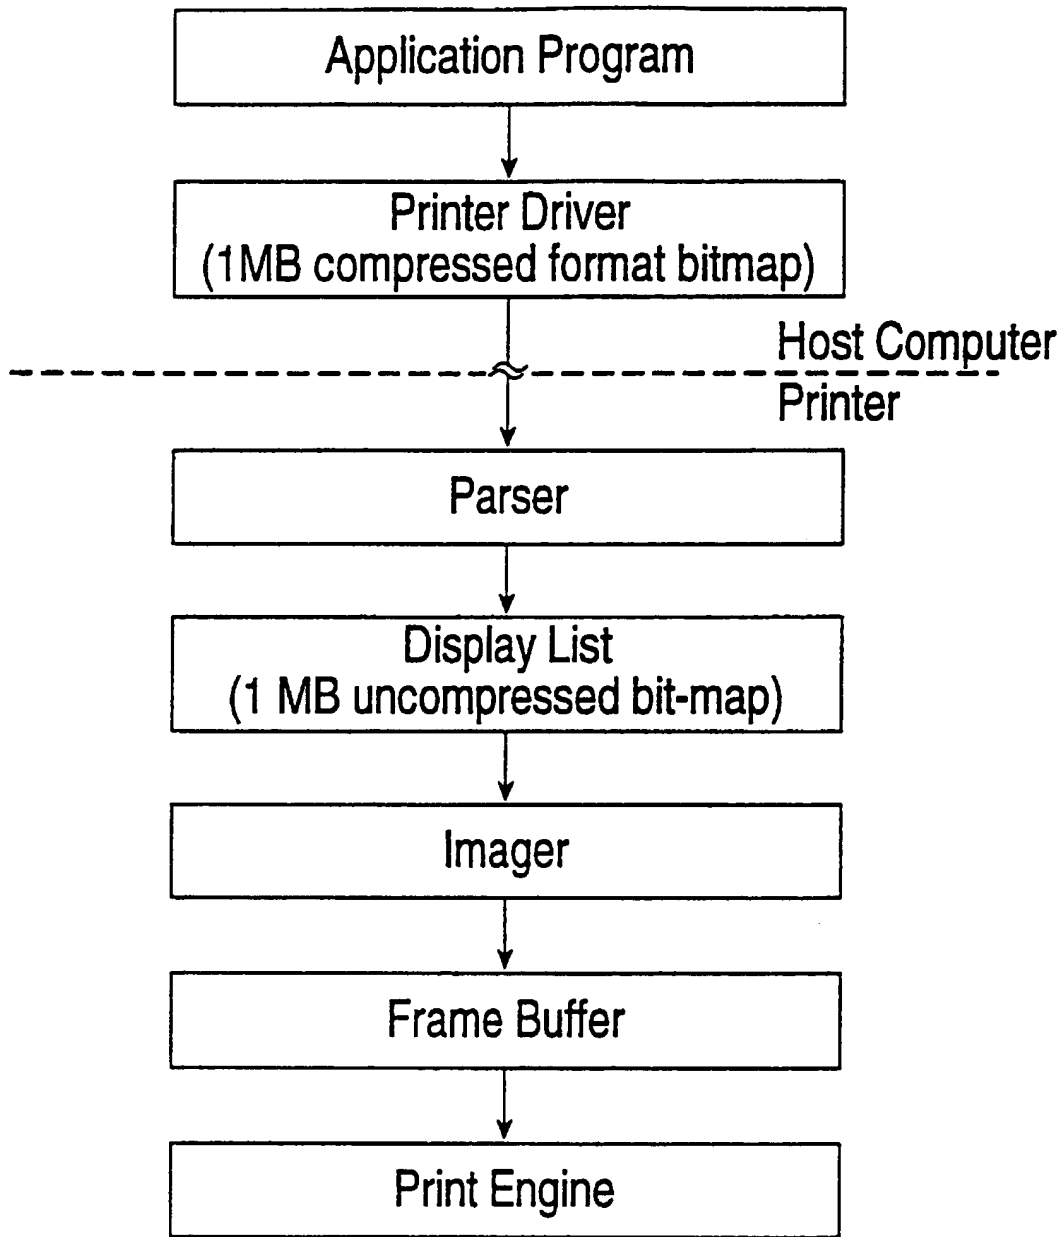 Application Program
Printer Driver
(1MB compressed format bitmap)
Host Computer
Printer
Parser
Display List
(1 MB uncompressed bit-map)
Imager
Frame Buffer
Print Engine